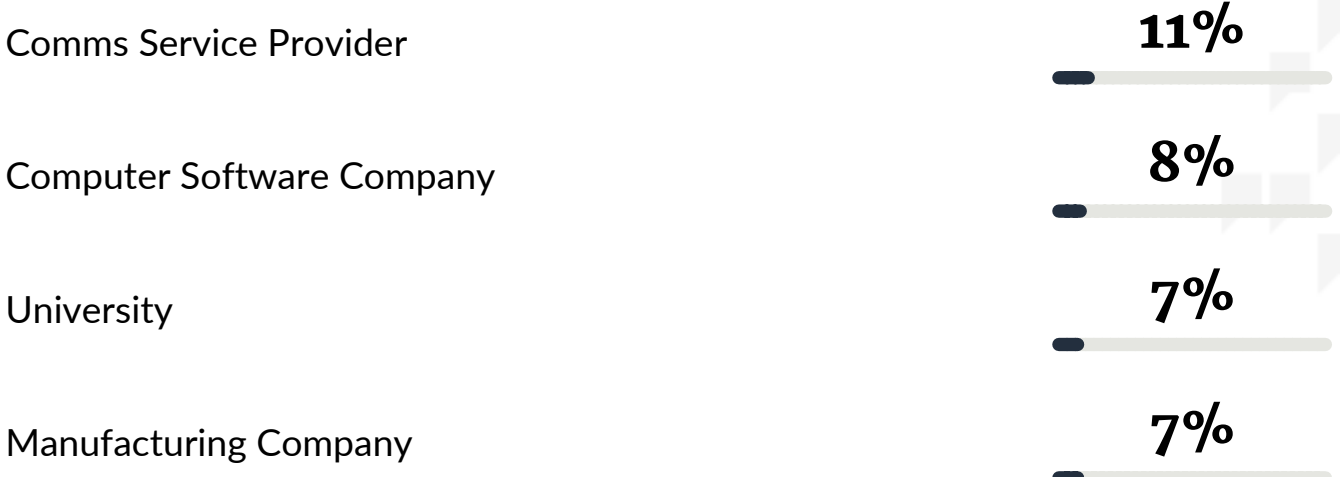 Comms Service Provider
11%
Computer Software Company
8%
University
7%
Manufacturing Company
7%